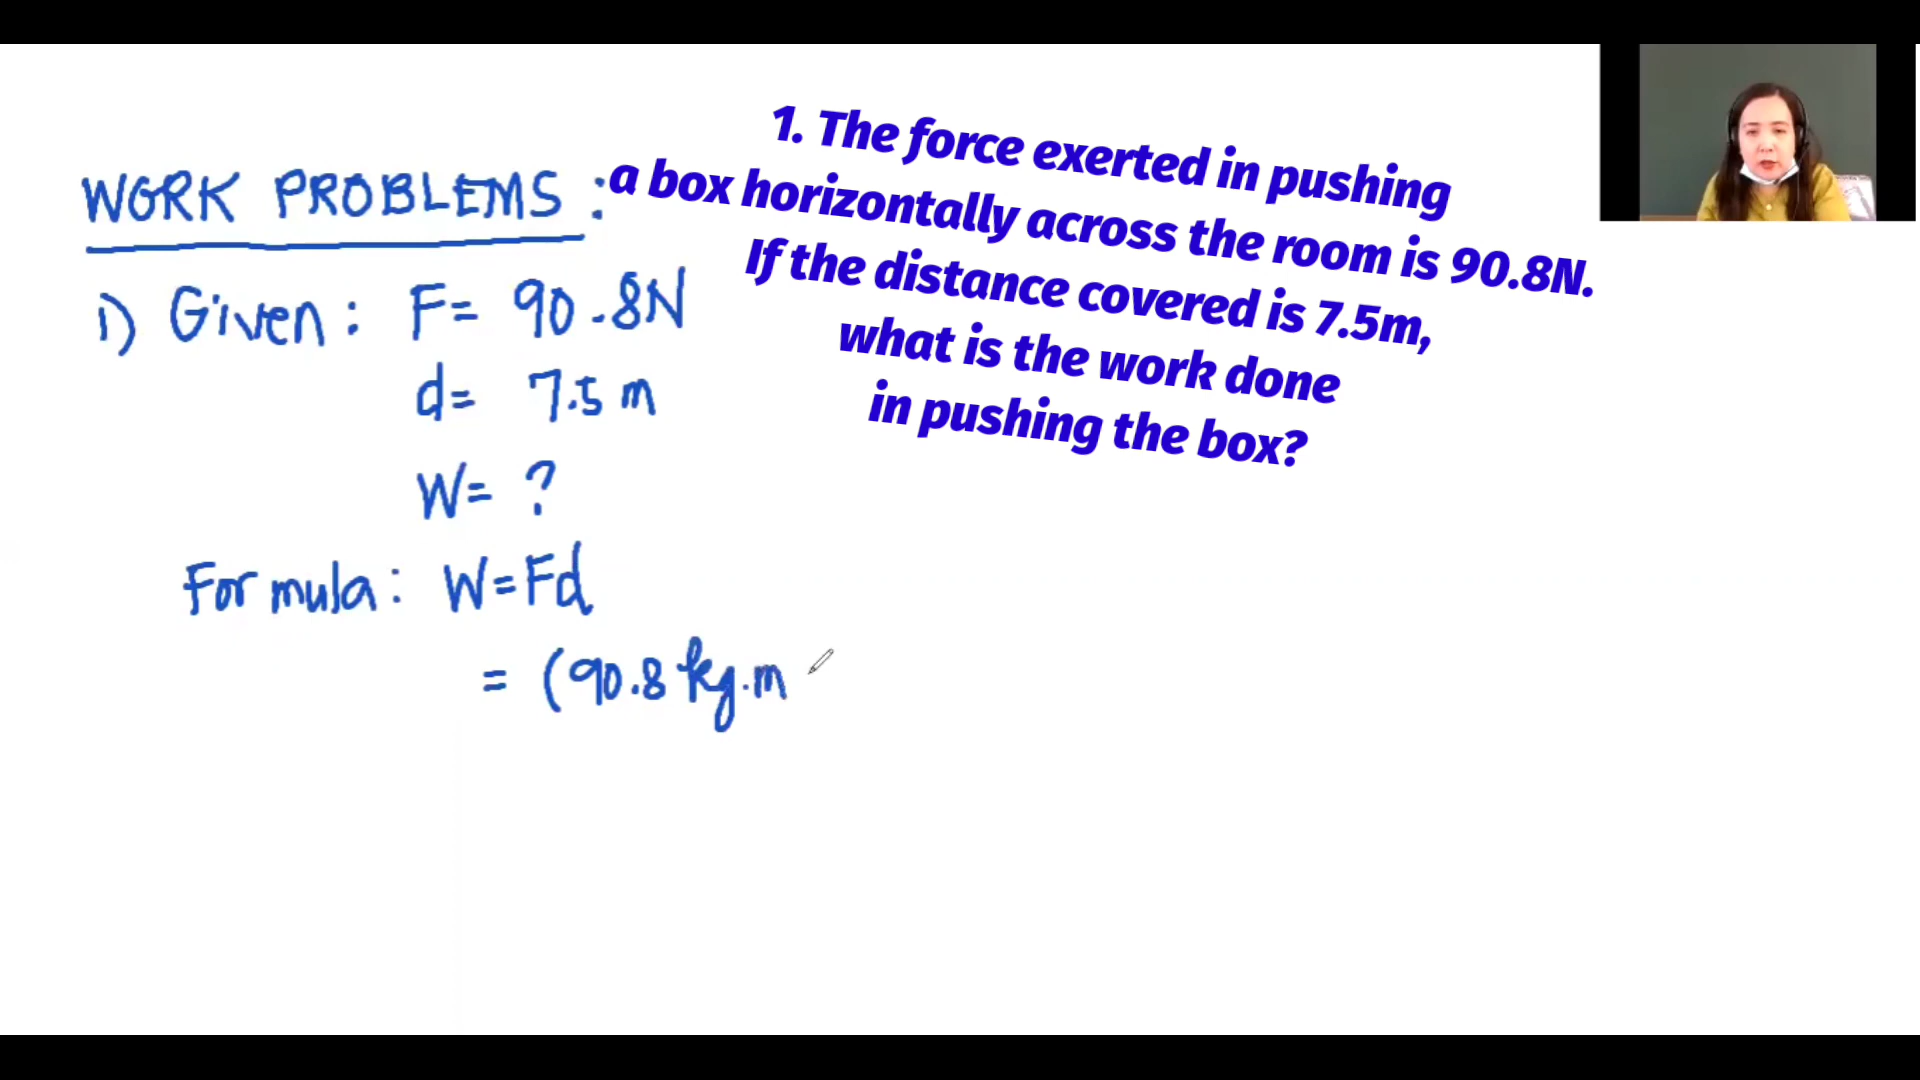 WORK PROBLEMS :
1. The force exerted in pushing
a box horizontally across the room is 90.8N.
If the distance covered is 7.5m,
what is the work done
in pushing the box?
1) Given : F = 90.8N
d = 7.5 m
W = ?
Formula : W = Fd
= (90.8 kg.m